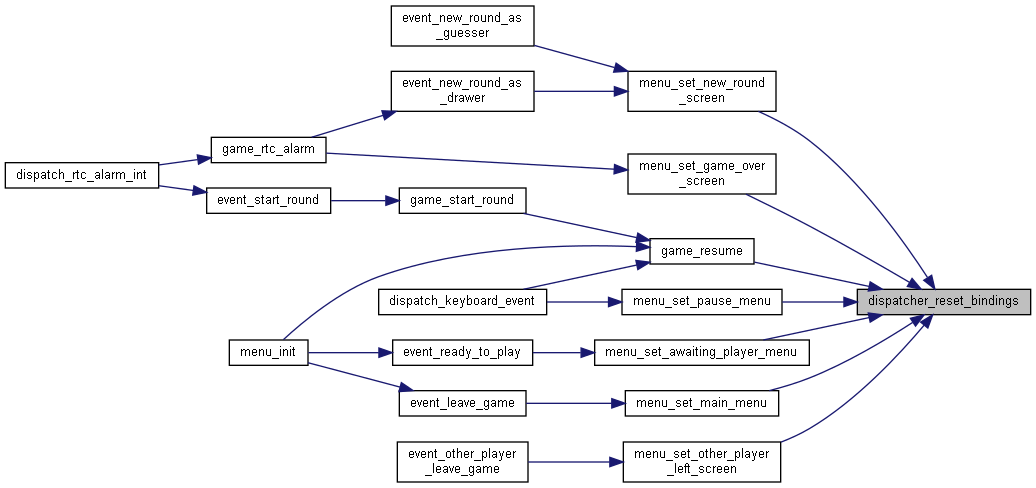 event_new_round_as
_guesser
event_new_round_as
_drawer
menu_set_new_round
_screen
game_rtc_alarm
dispatch_rtc_alarm_int
menu_set_game_over
_screen
event_start_round
game_start_round
game_resume
dispatch_keyboard_event
menu_set_pause_menu
dispatcher_reset_bindings
menu_init
event_ready_to_play
menu_set_awaiting_player_menu
event_leave_game
menu_set_main_menu
event_other_player
_leave_game
menu_set_other_player
_left_screen